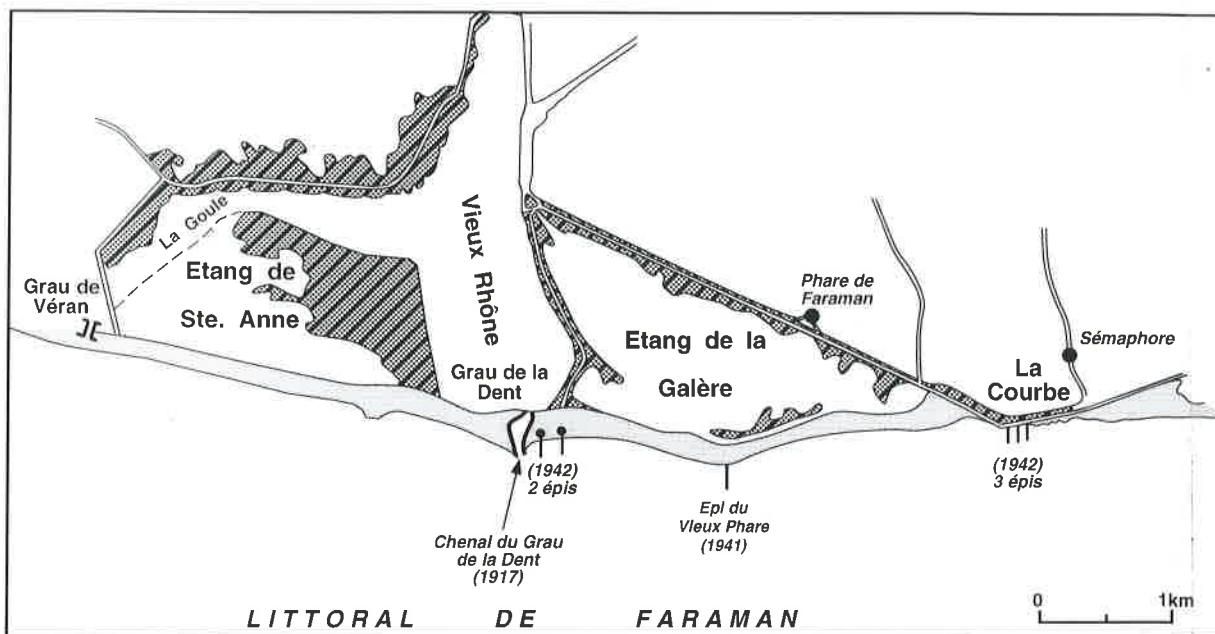 La Goule
Vieux Rhône
Grau de
Véran
Etang de
Ste. Anne
Phare de
Faraman
Etang de la
Galère
Sémaphore
La
Courbe
Grau de la
Dent
(1942)
2 épis
(1942)
3 épis
Epi du
Vieux Phare
(1941)
Chenal du Grau
de la Dent
(1917)
0 1km
LITTORAL DE FARAMAN